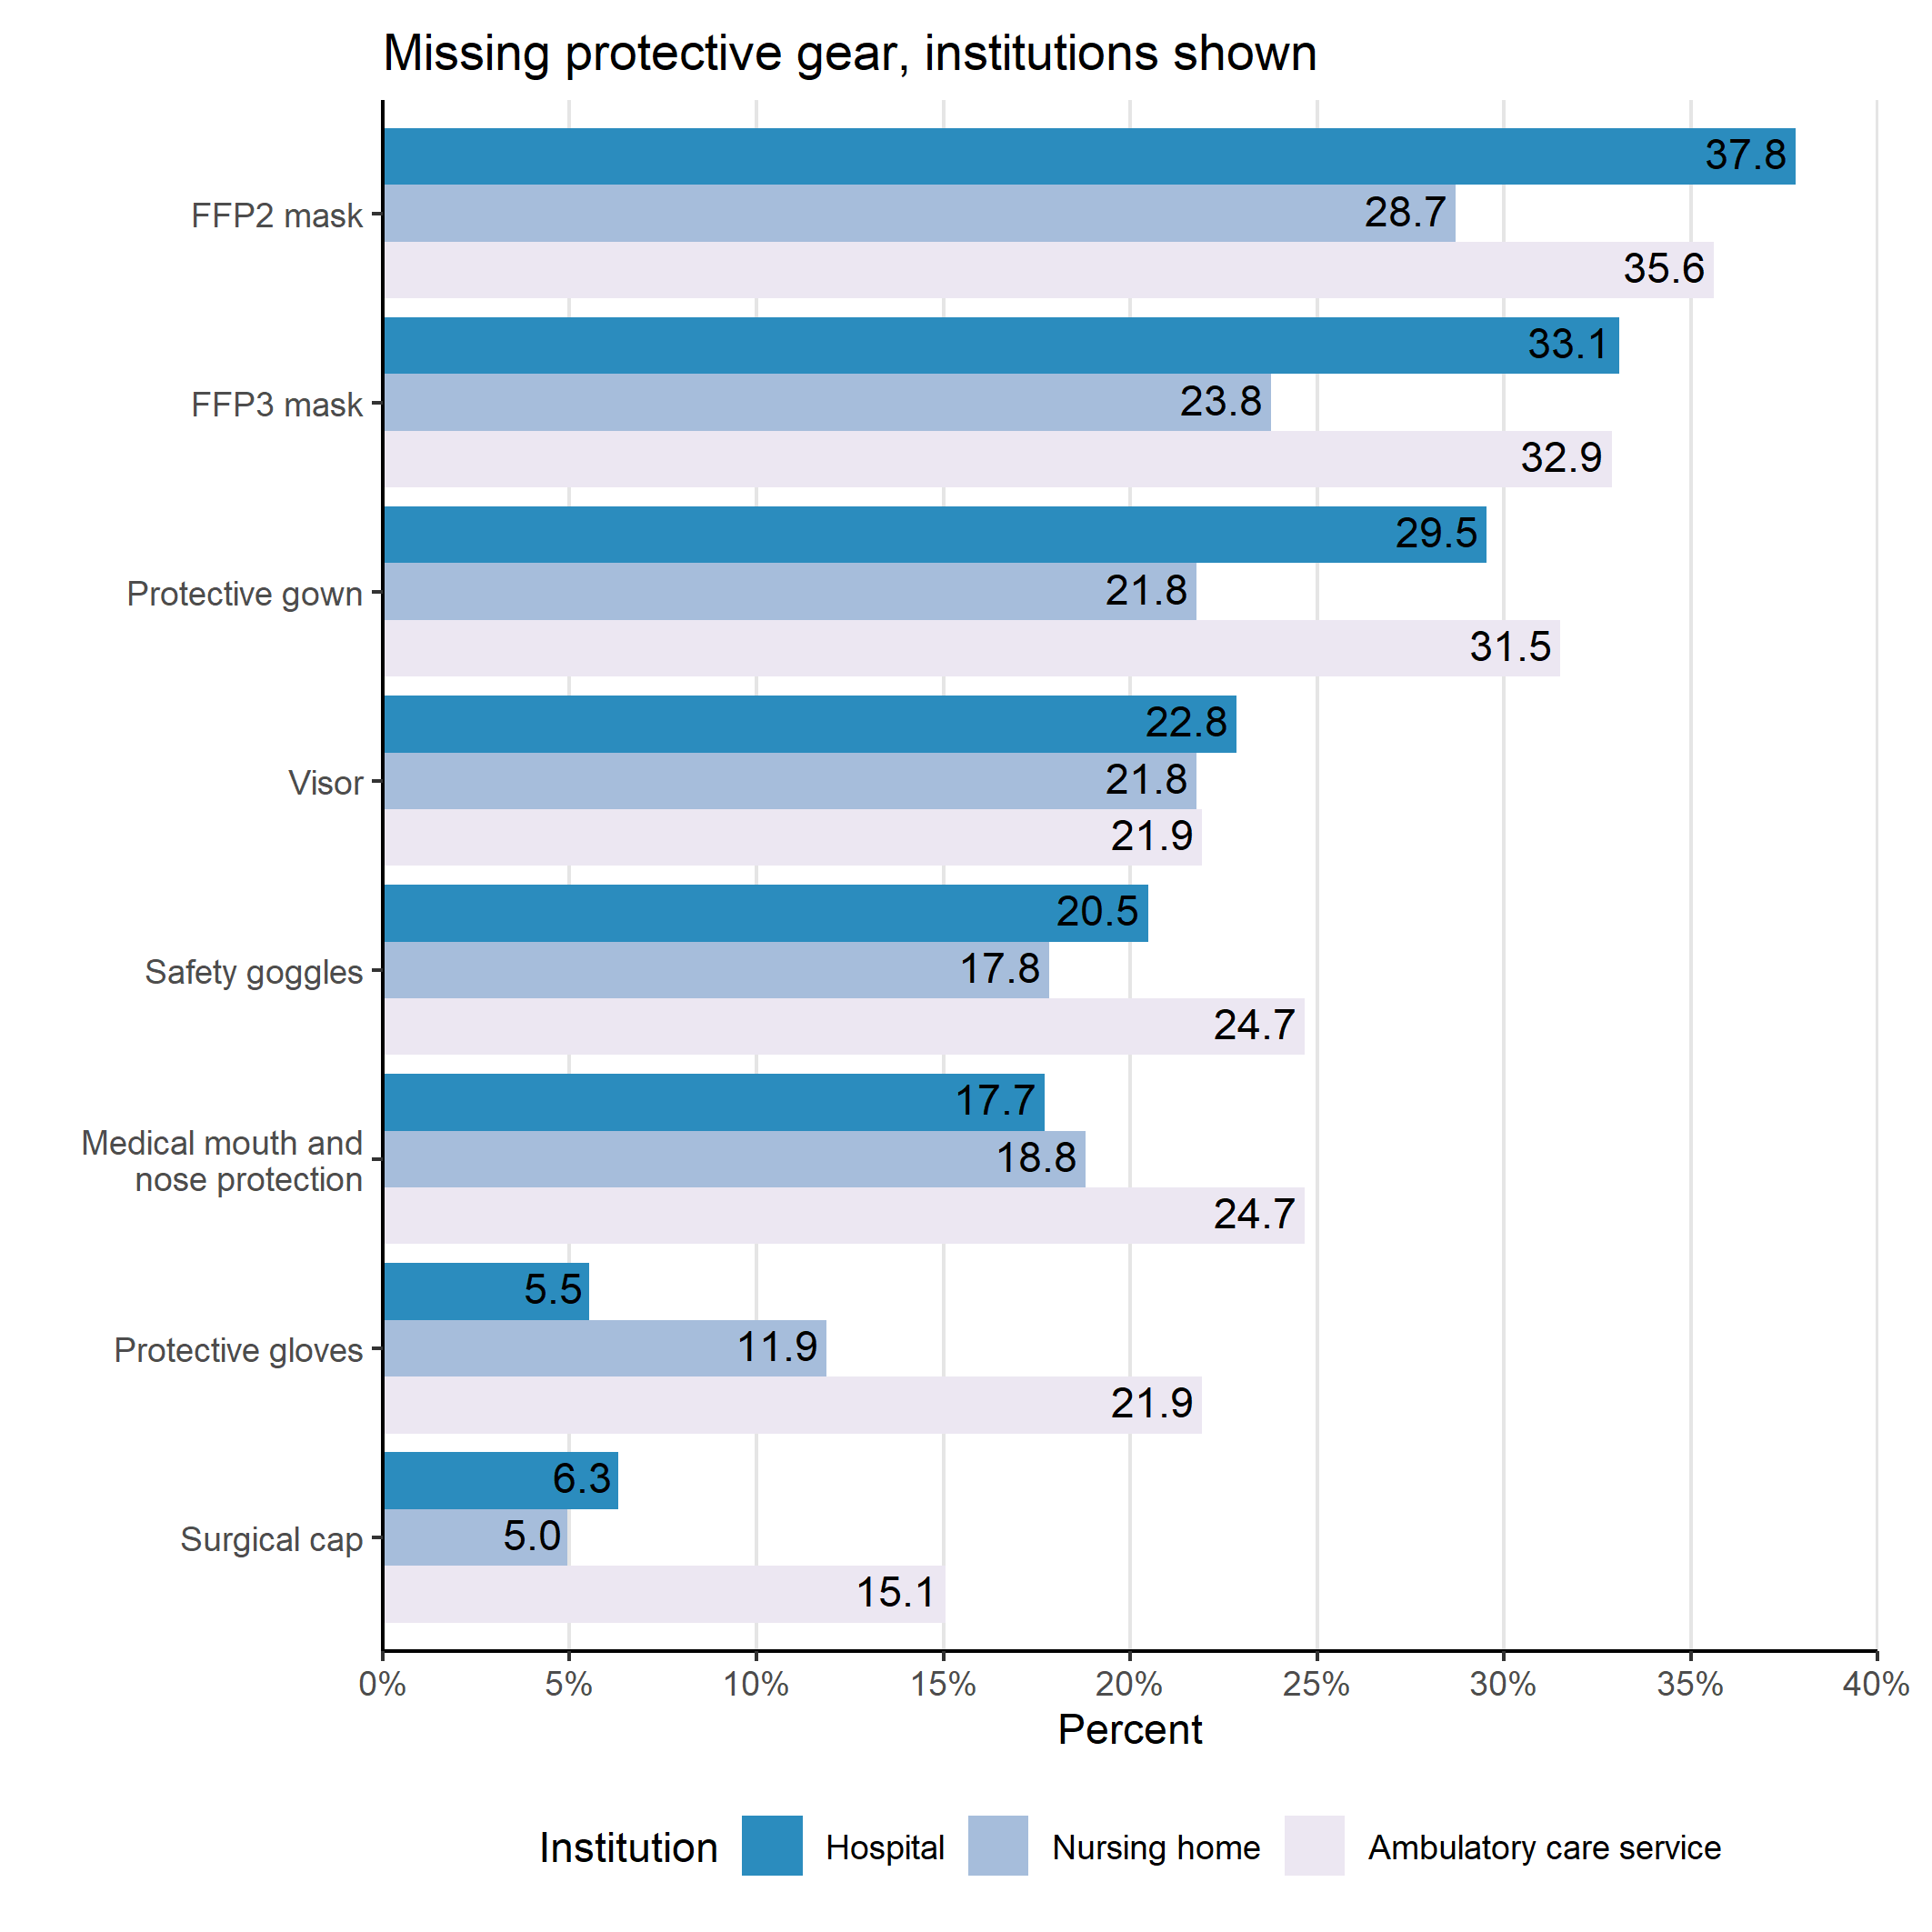 Missing protective gear, institutions shown
FFP2 mask
37.8
28.7
35.6
FFP3 mask
33.1
23.8
32.9
Protective gown
29.5
21.8
31.5
Visor
22.8
21.8
21.9
Safety goggles
20.5
17.8
24.7
Medical mouth and
nose protection
17.7
18.8
24.7
Protective gloves
5.5
11.9
21.9
Surgical cap
6.3
5.0
15.1
0% 5% 10% 15% 20% 25% 30% 35% 40%
Percent
Institution Hospital Nursing home Ambulatory care service